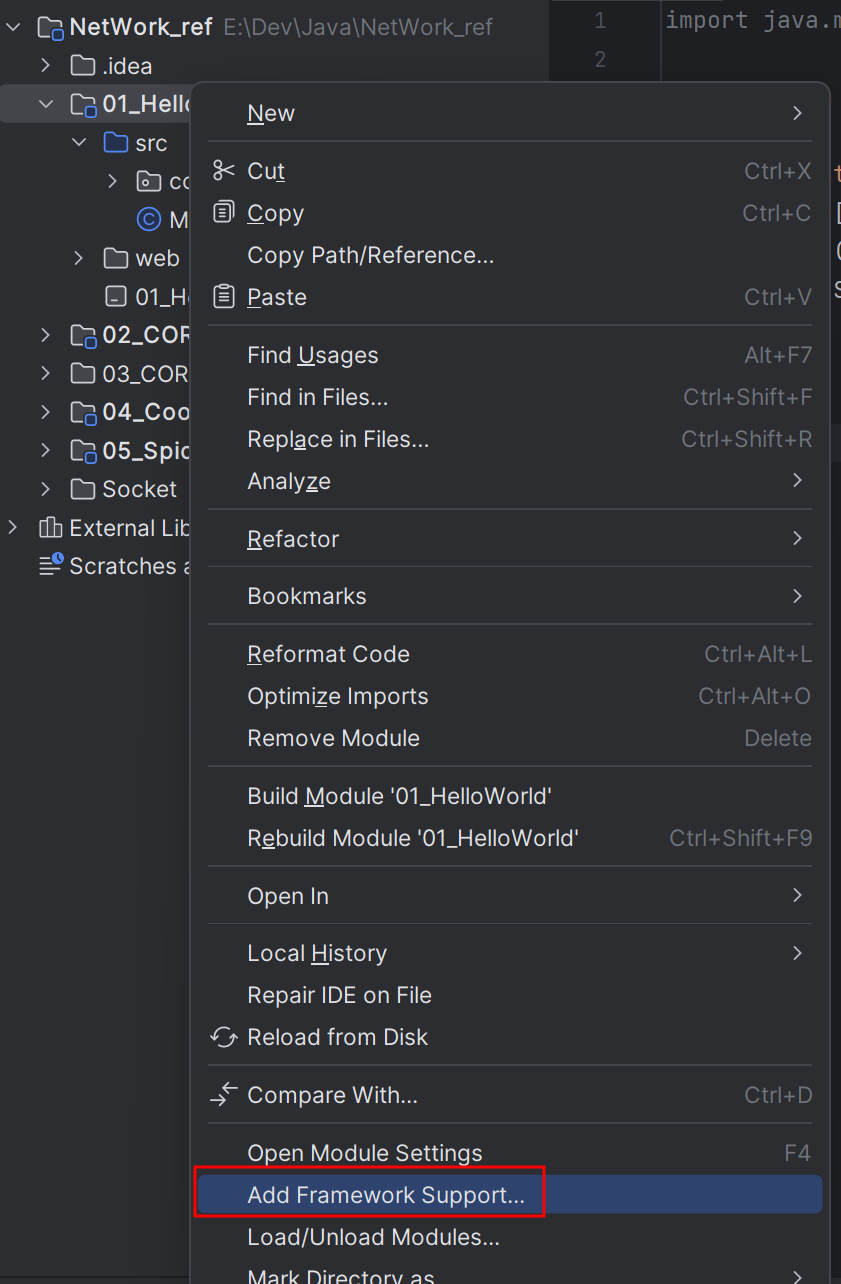 NetWork_ref E:\Dev\Java\NetWork_ref
.idea
01_Hello
src
web
02_COR
03_COR
04_Coo
05_Spic
Socket
External Lib
Scratches a
1 import java.
2
New
Cut Ctrl+X
Copy Ctrl+C
Copy Path/Reference...
Paste Ctrl+V
Find Usages Alt+F7
Find in Files... Ctrl+Shift+F
Replace in Files... Ctrl+Shift+R
Analyze
Refactor
Bookmarks
Reformat Code Ctrl+Alt+L
Optimize Imports Ctrl+Alt+O
Remove Module Delete
Build Module '01_HelloWorld'
Rebuild Module '01_HelloWorld' Ctrl+Shift+F9
Open In
Local History
Repair IDE on File
Reload from Disk
Compare With... Ctrl+D
Open Module Settings F4
Add Framework Support...
Load/Unload Modules...
Mark Directory as